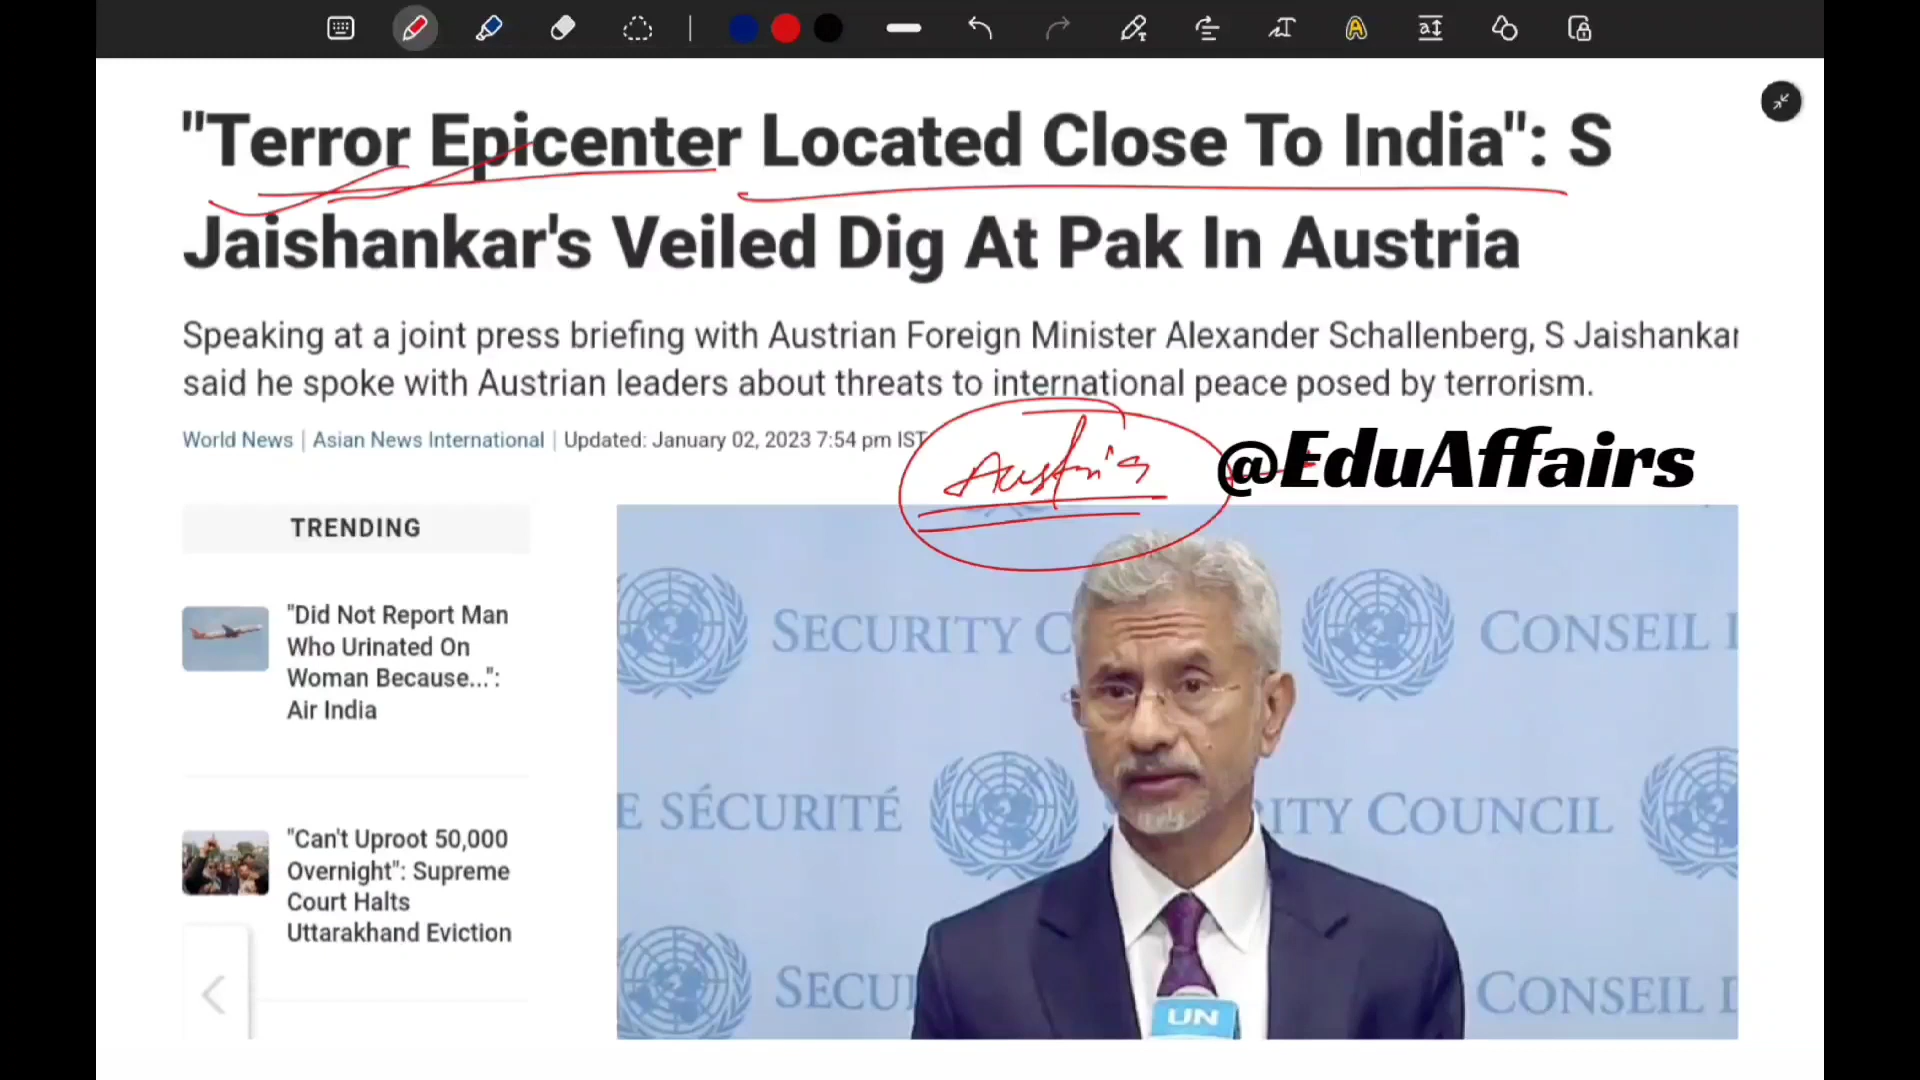 "Terror Epicenter Located Close To India": S
Jaishankar's Veiled Dig At Pak In Austria
Speaking at a joint press briefing with Austrian Foreign Minister Alexander Schallenberg, S Jaishankar
said he spoke with Austrian leaders about threats to international peace posed by terrorism.
World News | Asian News International | Updated: January 02, 2023 7:54 pm IST
Austria
@EduAffairs
TRENDING
"Did Not Report Man
Who Urinated On
Woman Because...":
Air India
"Can't Uproot 50,000
Overnight": Supreme
Court Halts
Uttarakhand Eviction
SECURITY C
CONSEIL
E SÉCURITÉ
RITY COUNCIL
SECU
CONSEIL
UN